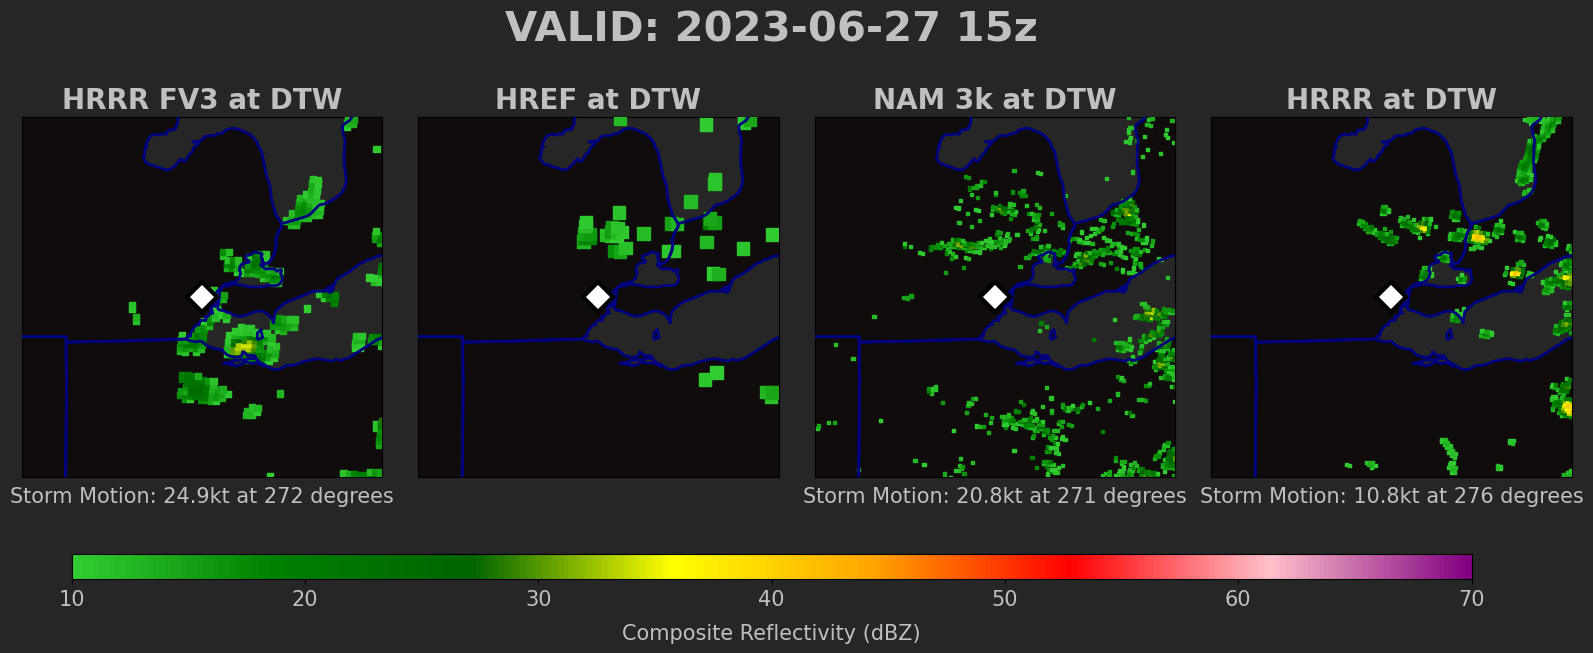 VALID: 2023-06-27 15z
HRRR FV3 at DTW
HREF at DTW
NAM 3k at DTW
HRRR at DTW
Storm Motion: 24.9kt at 272 degrees
Storm Motion: 20.8kt at 271 degrees
Storm Motion: 10.8kt at 276 degrees
10 20 30 40 50 60 70
Composite Reflectivity (dBZ)